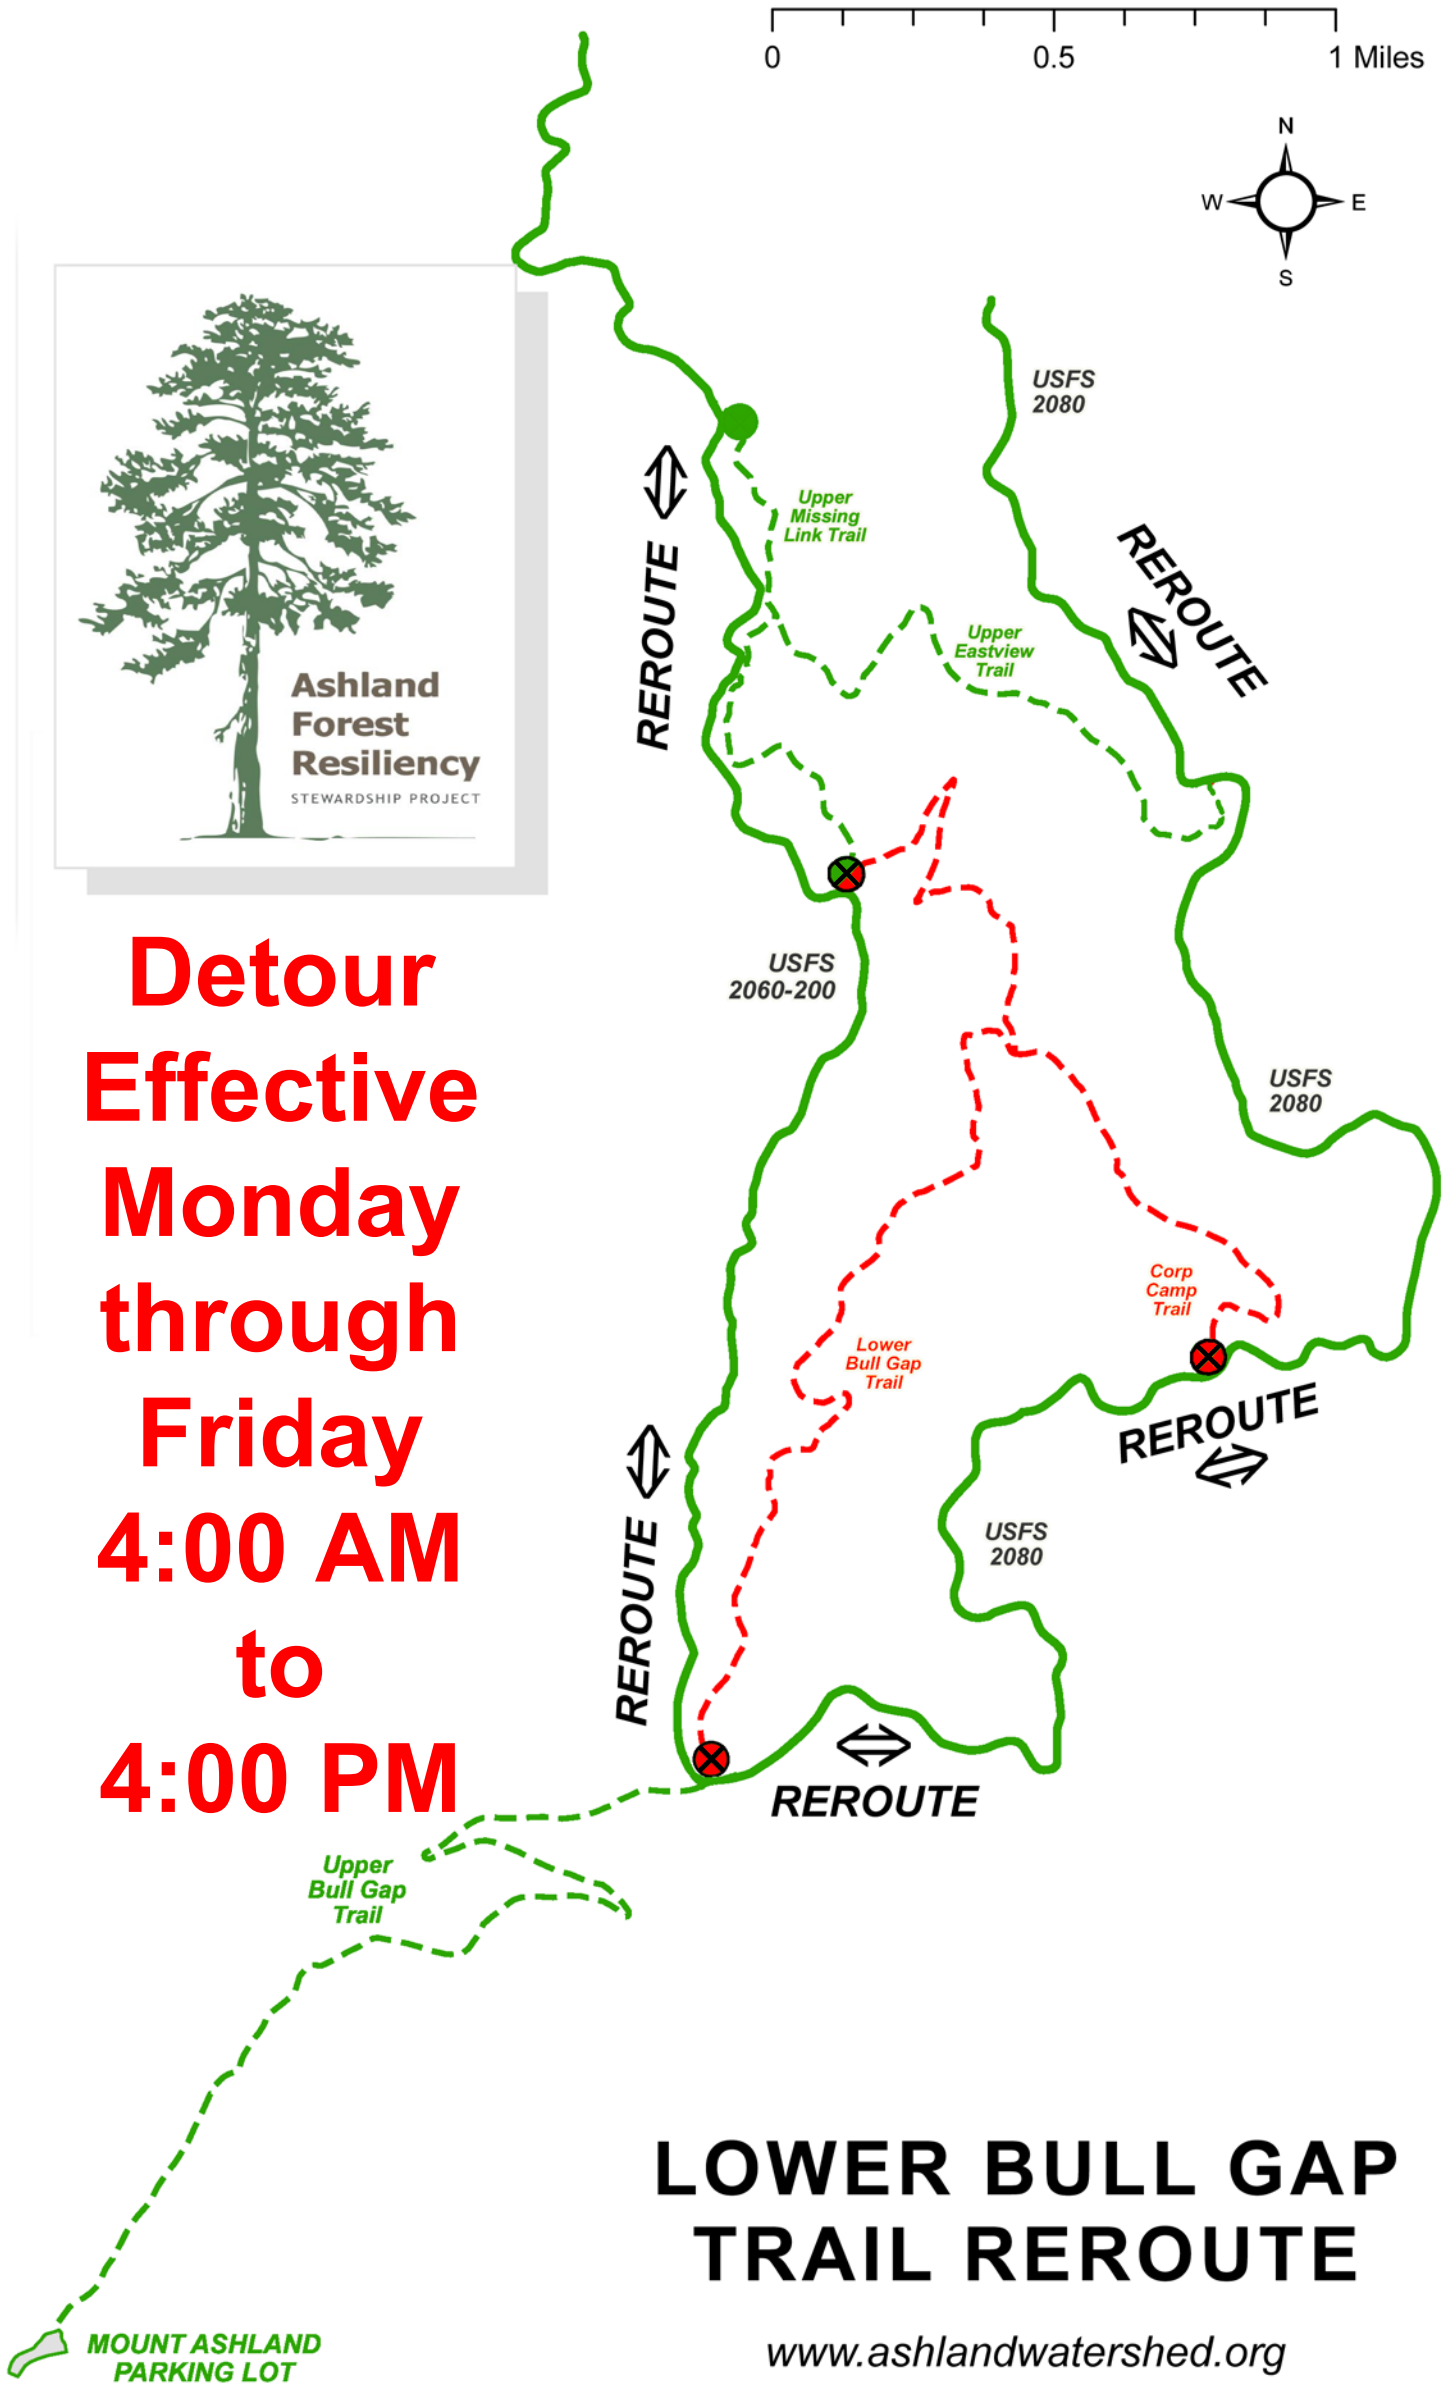 0 0.5 1 Miles
N
W E
S
USFS
2080
Upper
Missing
Link Trail
REROUTE
REROUTE
Upper
Eastview
Trail
Ashland
Forest
Resiliency
STEWARDSHIP PROJECT
Detour
Effective
Monday
through
Friday
4:00 AM
to
4:00 PM
USFS
2060-200
USFS
2080
Corp
Camp
Trail
Lower
Bull Gap
Trail
REROUTE
REROUTE
USFS
2080
REROUTE
Upper
Bull Gap
Trail
LOWER BULL GAP
TRAIL REROUTE
MOUNT ASHLAND
PARKING LOT
www.ashlandwatershed.org